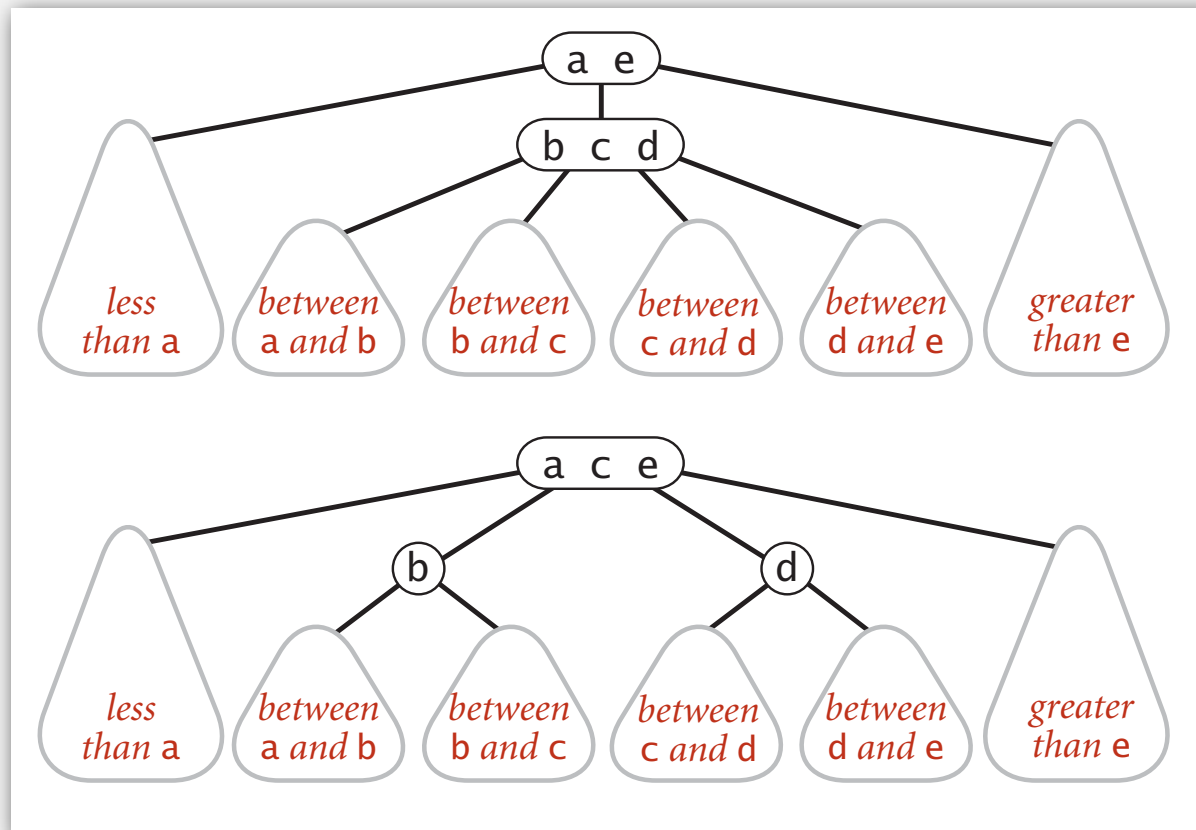 a e
b c d
less
than a
between
a and b
between
b and c
between
c and d
between
d and e
greater
than e
a c e
b
d
less
than a
between
a and b
between
b and c
between
c and d
between
d and e
greater
than e